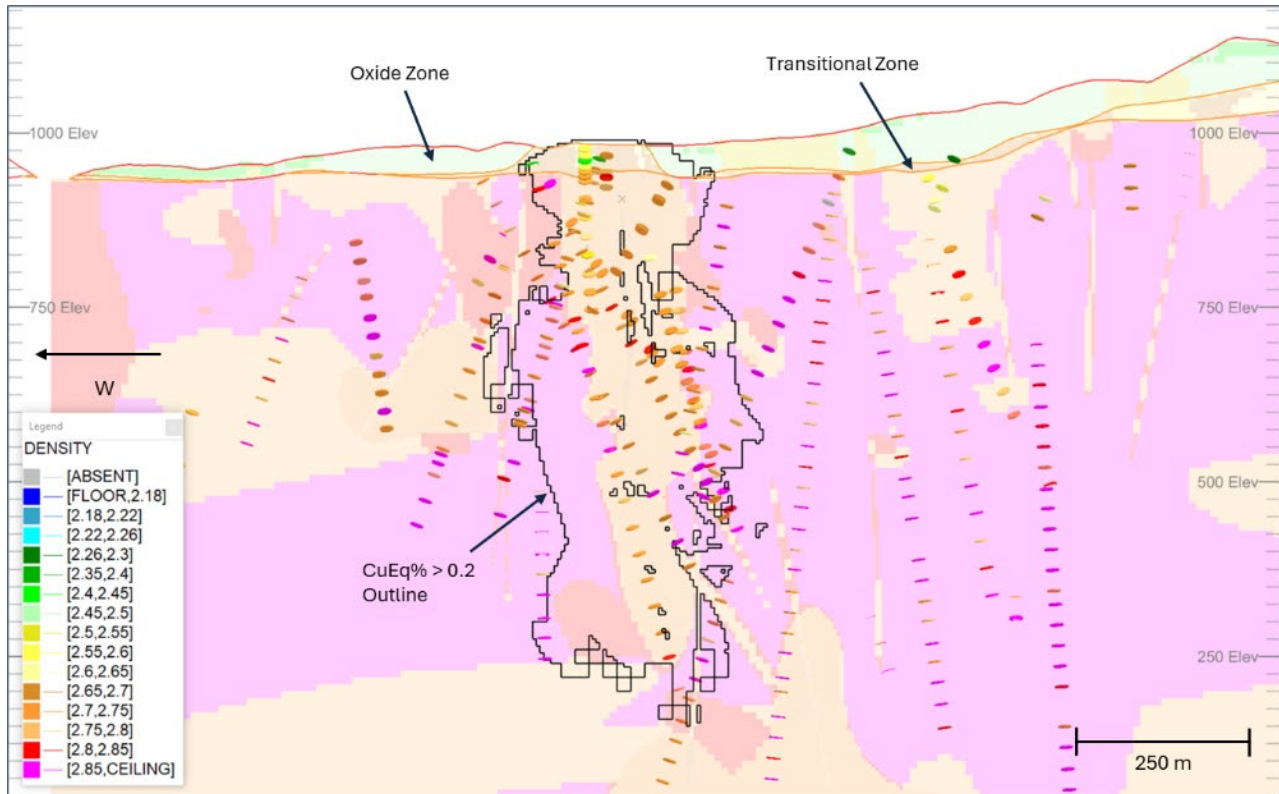 Oxide Zone
Transitional Zone
1000 Elev
1000 Elev
750 Elev
750 Elev
W
Legend
DENSITY
[ABSENT]
[FLOOR,2.18]
[2.18,2.22]
[2.22,2.26]
[2.26,2.3]
[2.35,2.4]
[2.4,2.45]
[2.45,2.5]
[2.5,2.55]
[2.55,2.6]
[2.6,2.65]
[2.65,2.7]
[2.7,2.75]
[2.75,2.8]
[2.8,2.85]
[2.85,CEILING]
500 Elev
CuEq% > 0.2
Outline
250 Elev
250 m